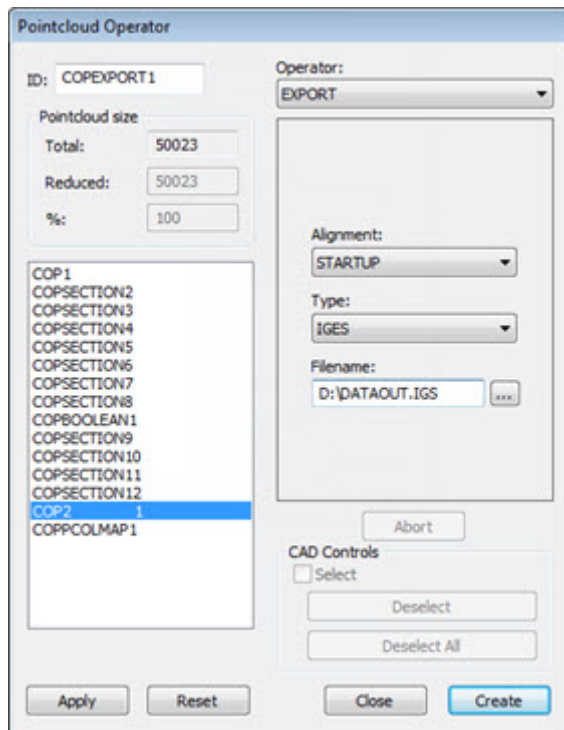 Pointcloud Operator
ID: COPEXPORT1
Pointcloud size
Total: 50023
Reduced: 50023
%: 100
COP1
COPSECTION2
COPSECTION3
COPSECTION4
COPSECTION5
COPSECTION6
COPSECTION7
COPSECTION8
COPBOOLEAN1
COPSECTION9
COPSECTION10
COPSECTION11
COPSECTION12
COP2 1
COPPCOLMAP1
Operator:
EXPORT
Alignment:
STARTUP
Type:
IGES
Filename:
D:\DATAOUT.IGS
...
Abort
CAD Controls
Select
Deselect
Deselect All
Apply Reset Close Create